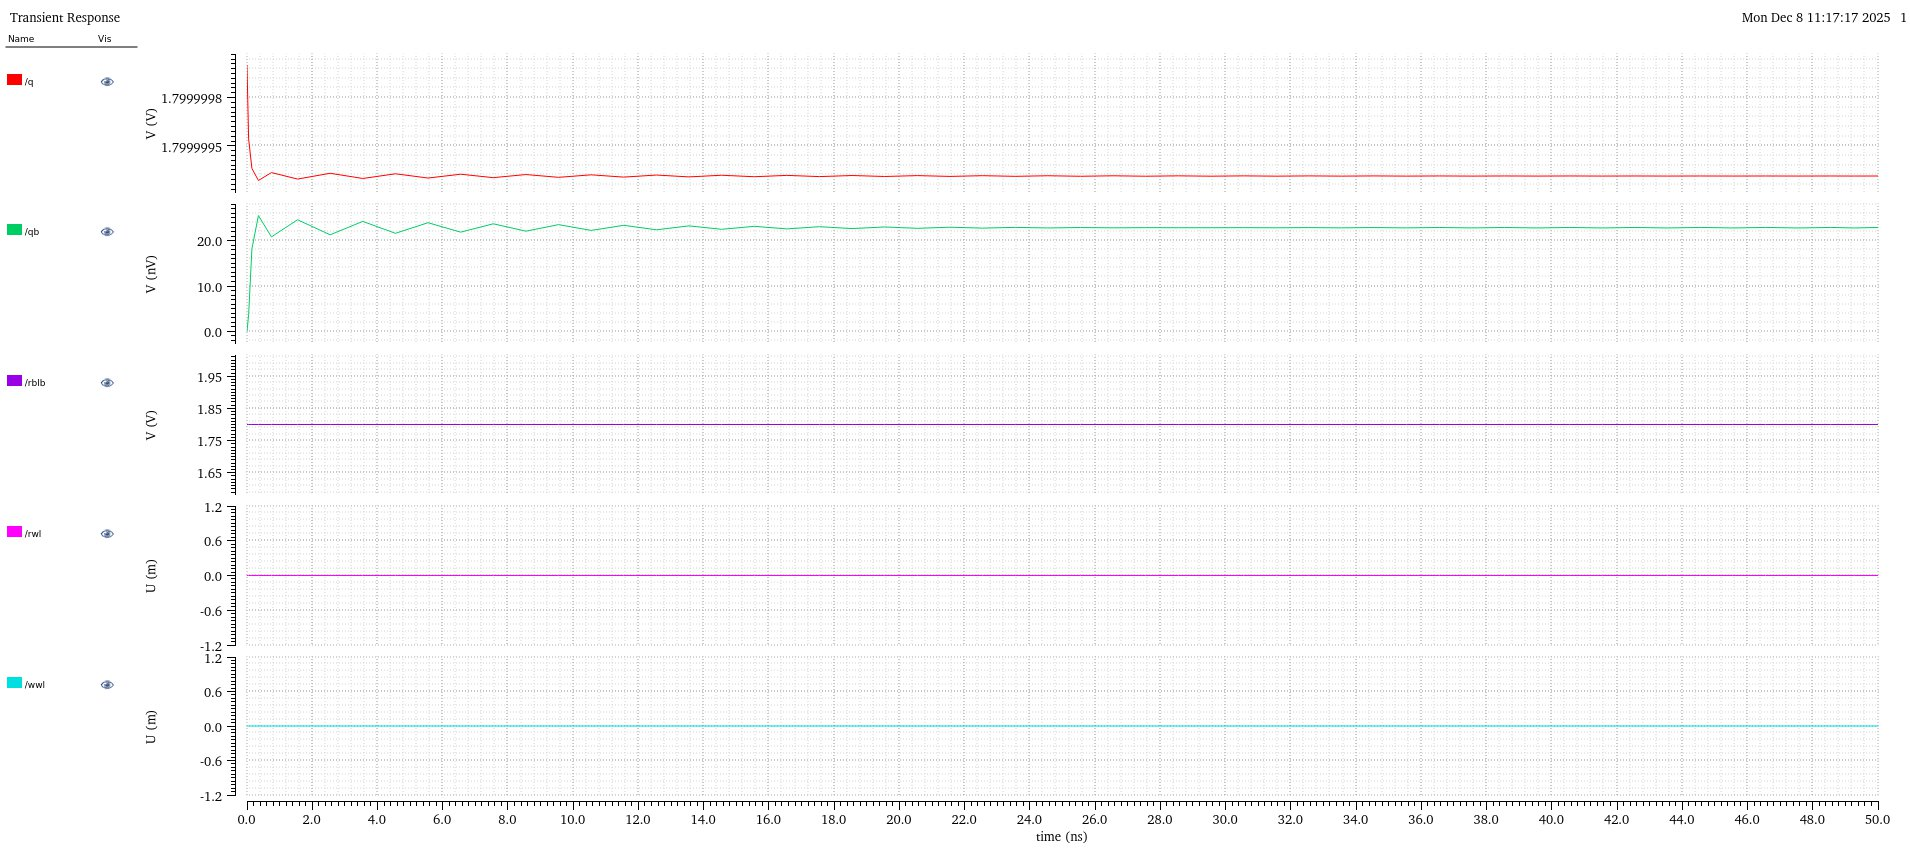 Transient Response
Mon Dec 8 11:17:17 2025 1
Name Vis
/q
V (V)
1.7999998
1.7999995
/qb
V (nV)
20.0
10.0
0.0
/rblb
V (V)
1.95
1.85
1.75
1.65
/rwl
U (m)
1.2
0.6
0.0
-0.6
-1.2
/wwl
U (m)
1.2
0.6
0.0
-0.6
-1.2
0.0 2.0 4.0 6.0 8.0 10.0 12.0 14.0 16.0 18.0 20.0 22.0 24.0 26.0 28.0 30.0 32.0 34.0 36.0 38.0 40.0 42.0 44.0 46.0 48.0 50.0
time (ns)